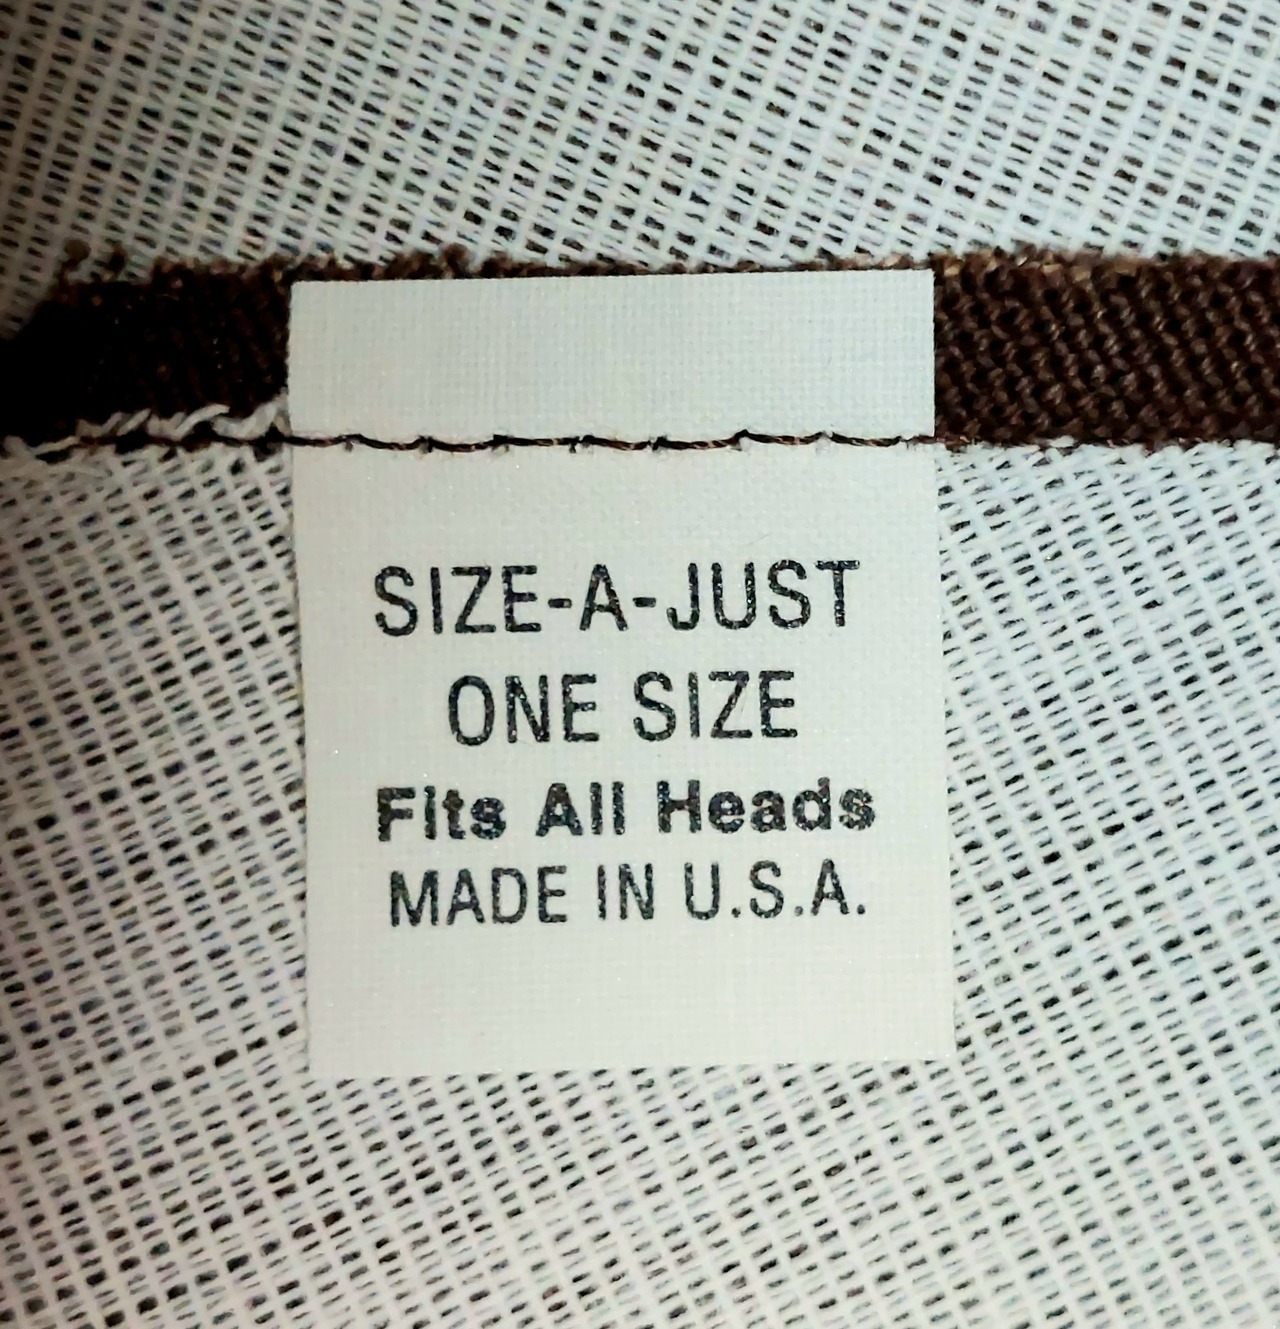 SIZE-A-JUST
ONE SIZE
Fits All Heads
MADE IN U.S.A.